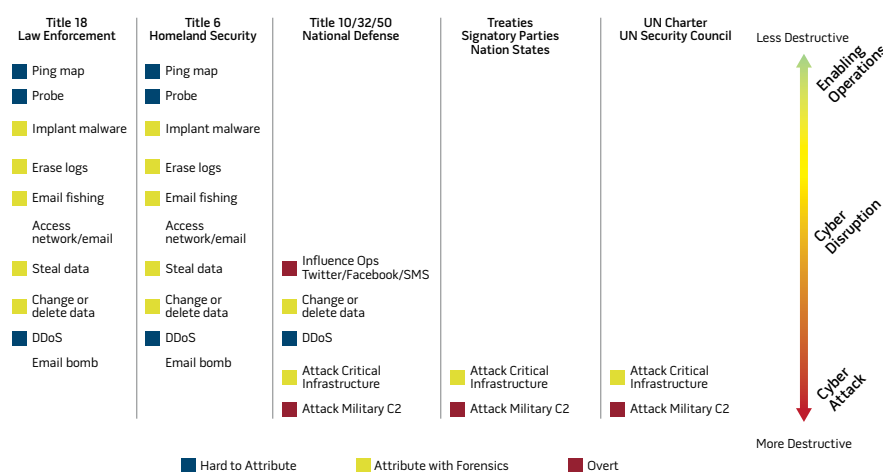 Title 18
Law Enforcement
Title 6
Homeland Security
Title 10/32/50
National Defense
Treaties
Signatory Parties
Nation States
UN Charter
UN Security Council
Ping map
Probe
Implant malware
Erase logs
Email fishing
Access
network/email
Steal data
Change or
delete data
DDoS
Email bomb
Ping map
Probe
Implant malware
Erase logs
Email fishing
Access
network/email
Steal data
Change or
delete data
DDoS
Email bomb
Influence Ops
Twitter/Facebook/SMS
Change or
delete data
DDoS
Attack Critical
Infrastructure
Attack Military C2
Attack Critical
Infrastructure
Attack Military C2
Attack Critical
Infrastructure
Attack Military C2
Less Destructive
Enabling
Operations
Cyber
Disruption
Cyber
Attack
More Destructive
Hard to Attribute
Attribute with Forensics
Overt